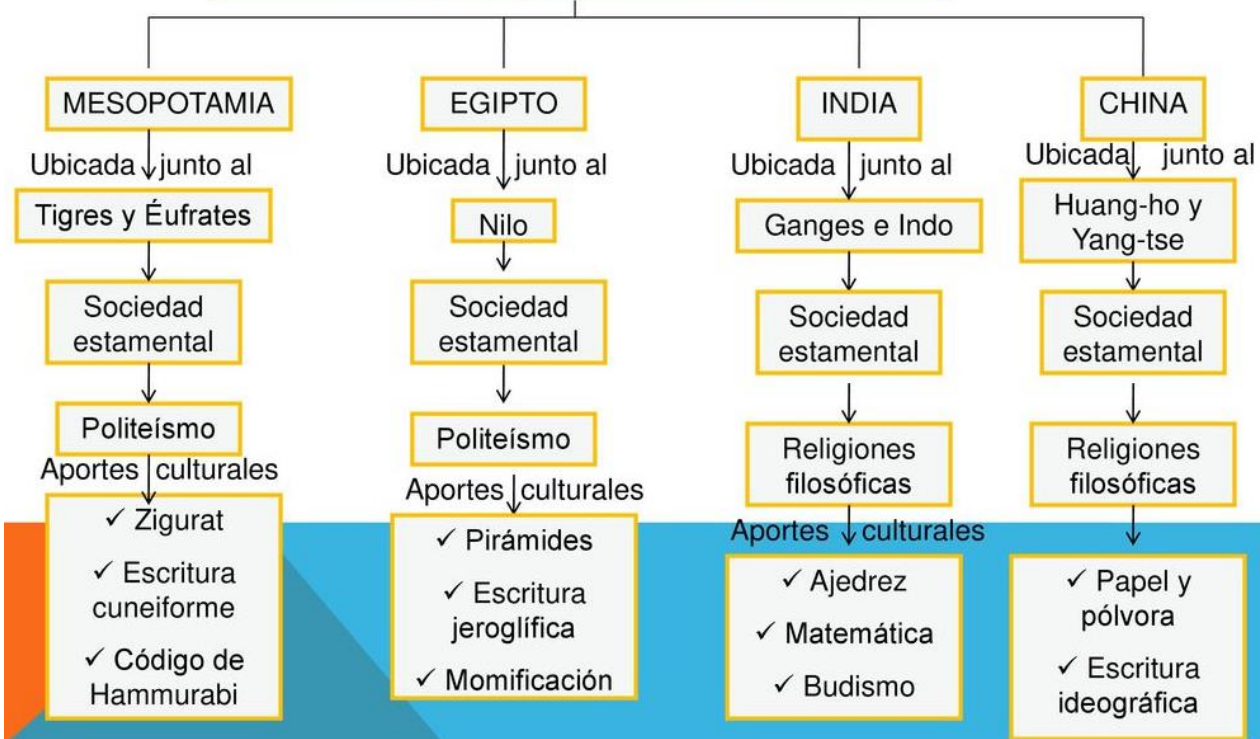 MESOPOTAMIA
Ubicada junto al
Tigres y Éufrates
Sociedad
estamental
Politeísmo
Aportes culturales
✓ Zigurat
✓ Escritura
cuneiforme
✓ Código de
Hammurabi
EGIPTO
Ubicada junto al
Nilo
Sociedad
estamental
Politeísmo
Aportes culturales
✓ Pirámides
✓ Escritura
jeroglífica
✓ Momificación
INDIA
Ubicada junto al
Ganges e Indo
Sociedad
estamental
Religiones
filosóficas
Aportes culturales
✓ Ajedrez
✓ Matemática
✓ Budismo
CHINA
Ubicada junto al
Huang-ho y
Yang-tse
Sociedad
estamental
Religiones
filosóficas
✓ Papel y
pólvora
✓ Escritura
ideográfica